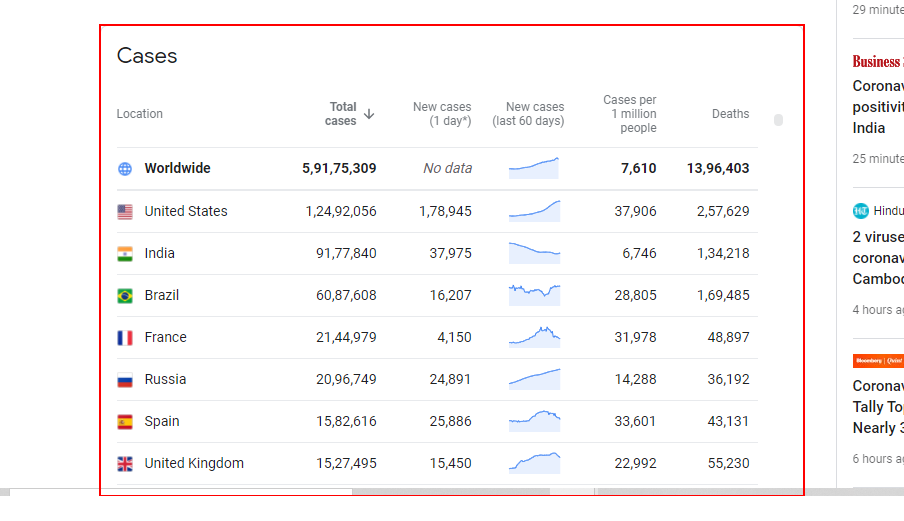 Cases
Location Total cases New cases (1 day*) New cases (last 60 days) Cases per 1 million people Deaths
Worldwide 5,91,75,309 No data 7,610 13,96,403
United States 1,24,92,056 1,78,945 37,906 2,57,629
India 91,77,840 37,975 6,746 1,34,218
Brazil 60,87,608 16,207 28,805 1,69,485
France 21,44,979 4,150 31,978 48,897
Russia 20,96,749 24,891 14,288 36,192
Spain 15,82,616 25,886 33,601 43,131
United Kingdom 15,27,495 15,450 22,992 55,230
29 minute
Business
Coronav
positivit
India
25 minute
HT Hindu
2 viruse
coronav
Cambod
4 hours ag
Bloomberg | Quint
Coronav
Tally To
Nearly 3
6 hours ag